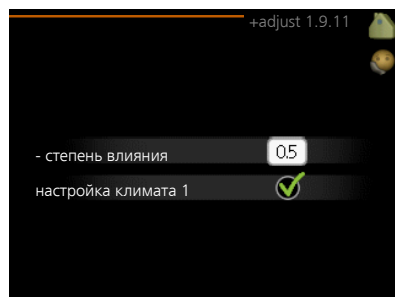 +adjust 1.9.11
- степень влияния 0.5
настройка климата 1